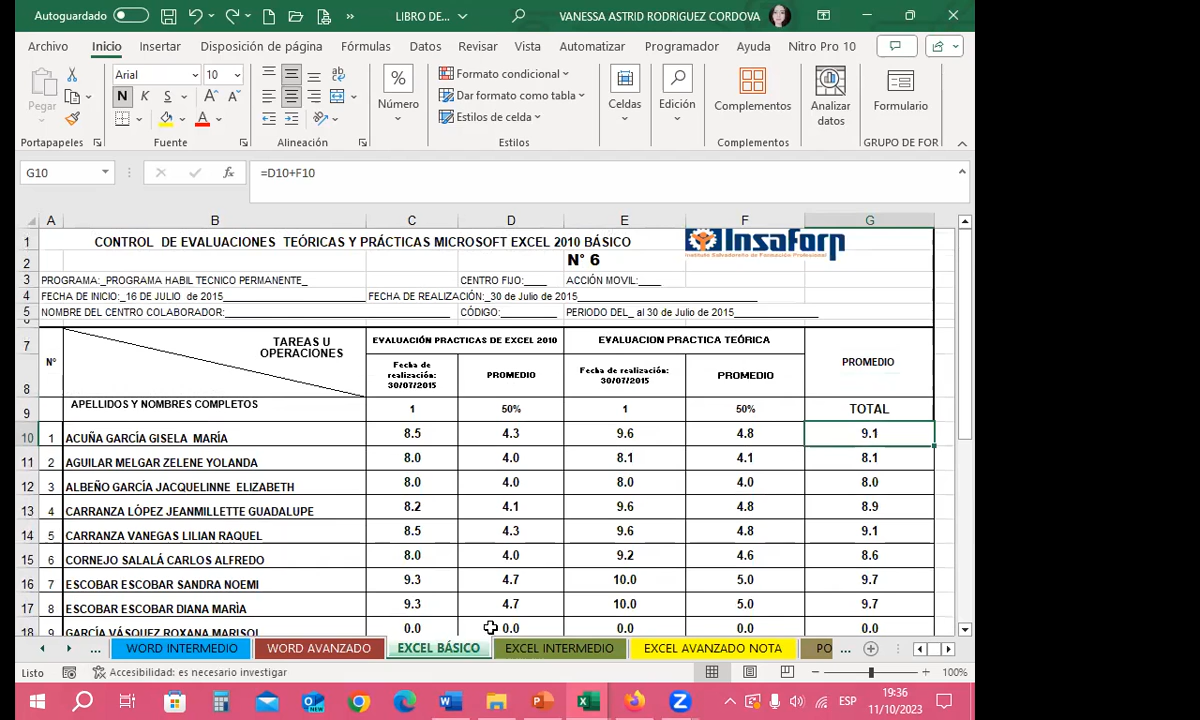 Autoguardado LIBRO DE... VANESSA ASTRID RODRIGUEZ CORDOVA
Archivo Inicio Insertar Disposición de página Fórmulas Datos Revisar Vista Automatizar Programador Ayuda Nitro Pro 10
Pegar Arial 10 N K S % Número Formato condicional Dar formato como tabla Estilos de celda Celdas Edición Complementos Analizar datos Formulario
Portapapeles Fuente Alineación Estilos Complementos GRUPO DE FOR
G10 fx =D10+F10
A B C D E F G
1 CONTROL DE EVALUACIONES TEÓRICAS Y PRÁCTICAS MICROSOFT EXCEL 2010 BÁSICO Insaforp
Instituto Salvadoreño de Formación Profesional
2 N° 6
3 PROGRAMA:_PROGRAMA HABIL TECNICO PERMANENTE_ CENTRO FIJO:____ ACCIÓN MOVIL:____
4 FECHA DE INICIO:_16 DE JULIO de 2015 FECHA DE REALIZACIÓN:_30 de Julio de 2015
5 NOMBRE DEL CENTRO COLABORADOR: CÓDIGO: PERIODO DEL_ al 30 de Julio de 2015
6
7 N° TAREAS U OPERACIONES EVALUACIÓN PRACTICAS DE EXCEL 2010 EVALUACION PRACTICA TEÓRICA PROMEDIO
8 Fecha de realización: 30/07/2015 PROMEDIO Fecha de realización: 30/07/2015 PROMEDIO
9 APELLIDOS Y NOMBRES COMPLETOS 1 50% 1 50% TOTAL
10 1 ACUÑA GARCÍA GISELA MARÍA 8.5 4.3 9.6 4.8 9.1
11 2 AGUILAR MELGAR ZELENE YOLANDA 8.0 4.0 8.1 4.1 8.1
12 3 ALBEÑO GARCÍA JACQUELINNE ELIZABETH 8.0 4.0 8.0 4.0 8.0
13 4 CARRANZA LÓPEZ JEANMILLETTE GUADALUPE 8.2 4.1 9.6 4.8 8.9
14 5 CARRANZA VANEGAS LILIAN RAQUEL 8.5 4.3 9.6 4.8 9.1
15 6 CORNEJO SALALÁ CARLOS ALFREDO 8.0 4.0 9.2 4.6 8.6
16 7 ESCOBAR ESCOBAR SANDRA NOEMI 9.3 4.7 10.0 5.0 9.7
17 8 ESCOBAR ESCOBAR DIANA MARÌA 9.3 4.7 10.0 5.0 9.7
18 9 GARCÍA VÁSQUEZ ROXANA MARISOL 0.0 0.0 0.0 0.0 0.0
... WORD INTERMEDIO WORD AVANZADO EXCEL BÁSICO EXCEL INTERMEDIO EXCEL AVANZADO NOTA PO ...
Listo Accesibilidad: es necesario investigar 100%
ESP 19:36
11/10/2023